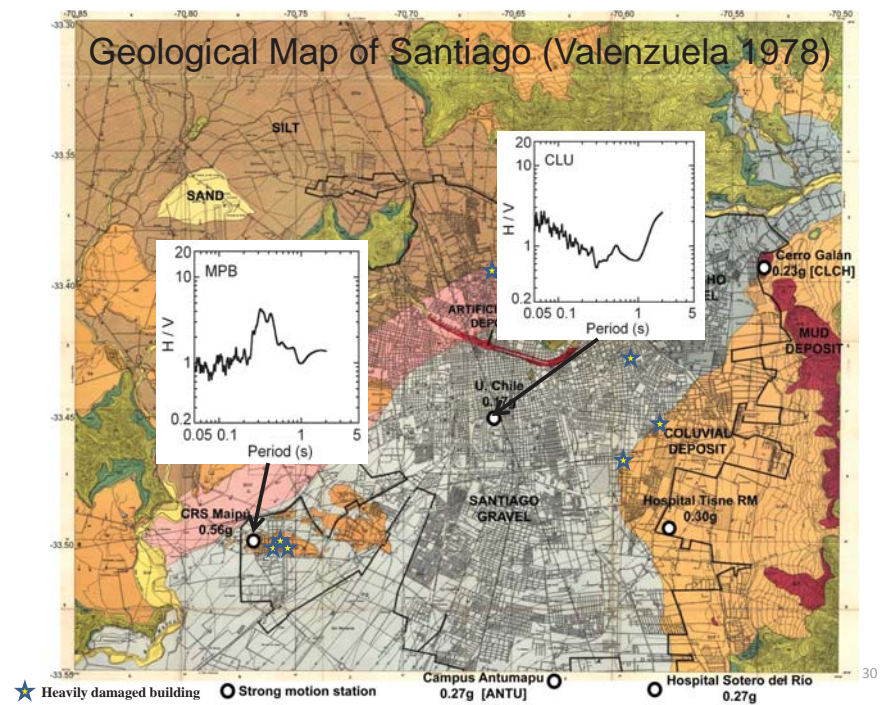 -70,85
-70,80
-70,75
-70,70
-70,65
-70,60
-70,55
-70,50
-33.30
Geological Map of Santiago (Valenzuela 1978)
SILT
-33.35
SAND
20
10
CLU
H / V
1
0.2
0.05 0.1
1
5
Period (s)
20
10
MPB
H / V
1
0.2
0.05 0.1
1
5
Period (s)
Cerro Galán
0.23g [CLCH]
-33.40
MUD
DEPOSIT
U. Chile
-33.45
COLUVIAL
DEPOSIT
SANTIAGO
GRAVEL
Hospital Tisne RM
0.30g
CRS Maipú
0.56g
-33.50
-33.55
Heavily damaged building
Strong motion station
Campus Antumapu
0.27g [ANTU]
Hospital Sotero del Río
0.27g
30